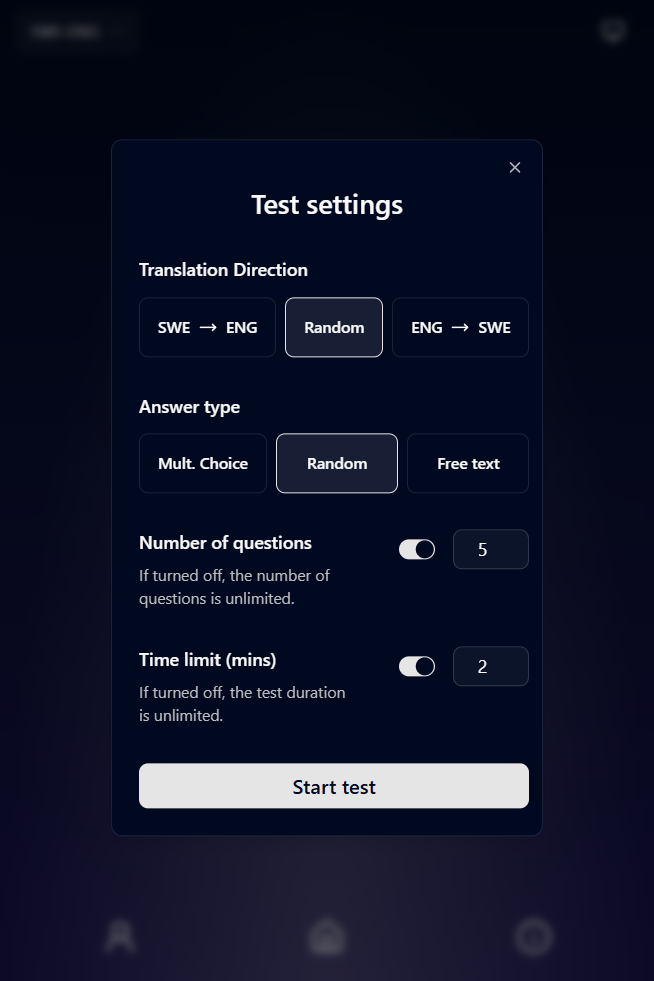 Test settings
Translation Direction
SWE → ENG
Random
ENG → SWE
Answer type
Mult. Choice
Random
Free text
Number of questions
5
If turned off, the number of
questions is unlimited.
Time limit (mins)
2
If turned off, the test duration
is unlimited.
Start test